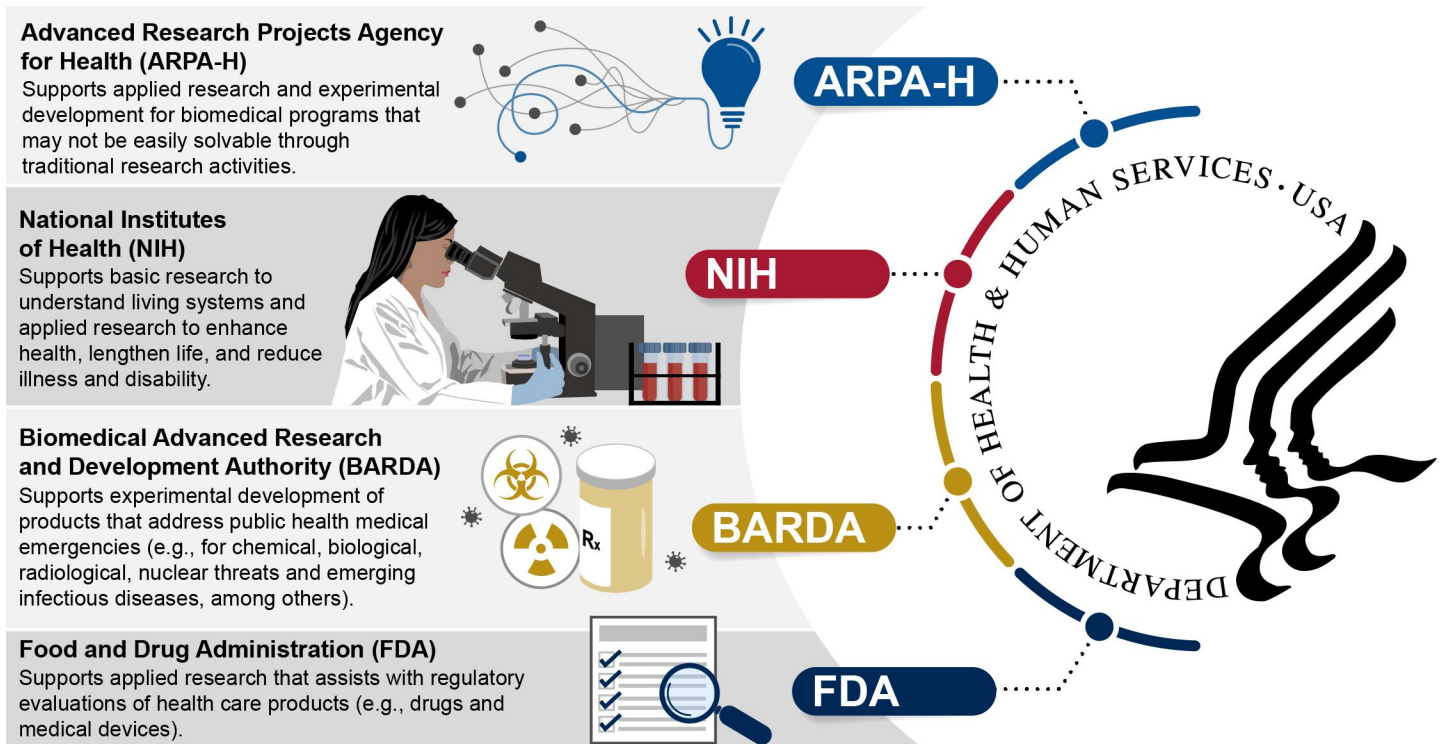 Advanced Research Projects Agency
for Health (ARPA-H)
Supports applied research and experimental
development for biomedical programs that
may not be easily solvable through
traditional research activities.
ARPA-H
National Institutes
of Health (NIH)
Supports basic research to
understand living systems and
applied research to enhance
health, lengthen life, and reduce
illness and disability.
NIH
Biomedical Advanced Research
and Development Authority (BARDA)
Supports experimental development of
products that address public health medical
emergencies (e.g., for chemical, biological,
radiological, nuclear threats and emerging
infectious diseases, among others).
Rx
BARDA
Food and Drug Administration (FDA)
Supports applied research that assists with regulatory
evaluations of health care products (e.g., drugs and
medical devices).
FDA
DEPARTMENT OF HEALTH & HUMAN SERVICES · USA